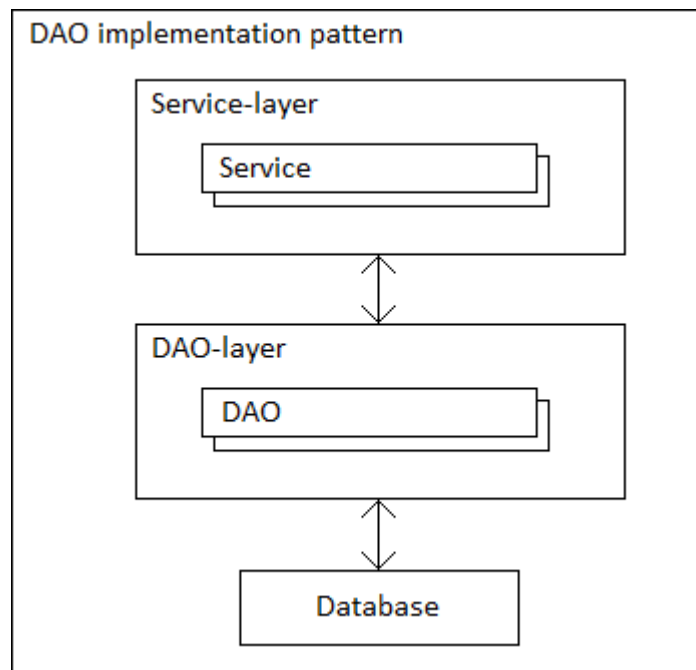 DAO implementation pattern
Service-layer
Service
DAO-layer
DAO
Database